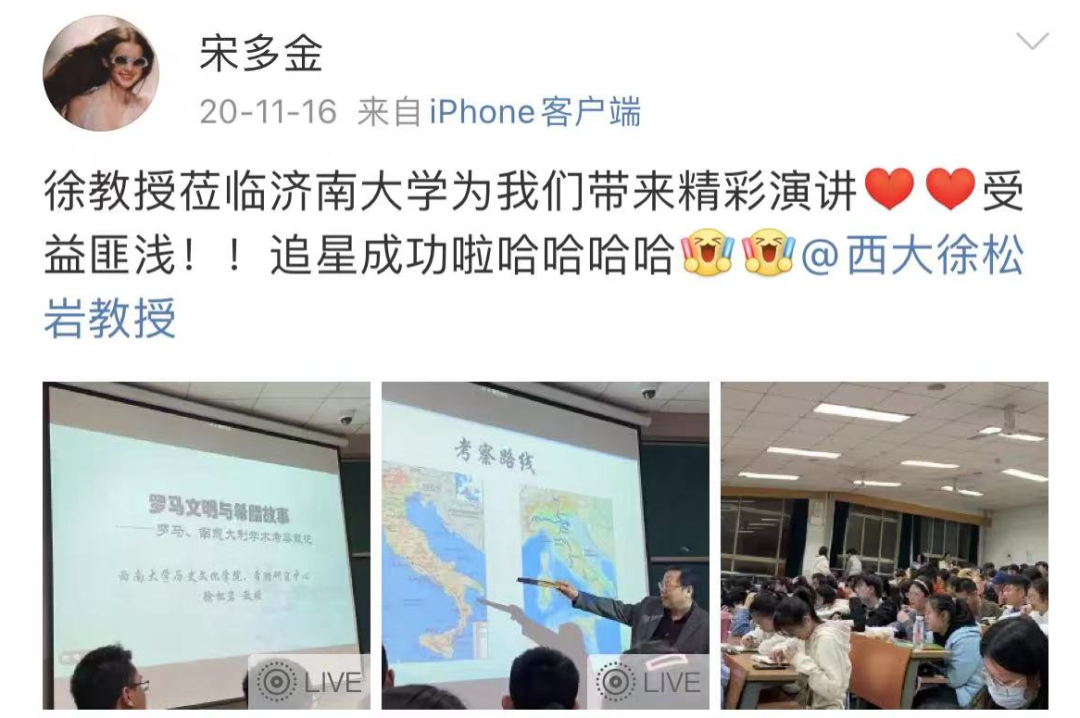 宋多金
20-11-16 来自 iPhone客户端
徐教授莅临济南大学为我们带来精彩演讲受
益匪浅！！追星成功啦哈哈哈哈@西大徐松
岩教授
罗马文明与希腊故事
——罗马、南意大利学术考察散记
西南大学历史文化学院、希腊研究中心
徐松岩 教授
LIVE
考察路线
LIVE